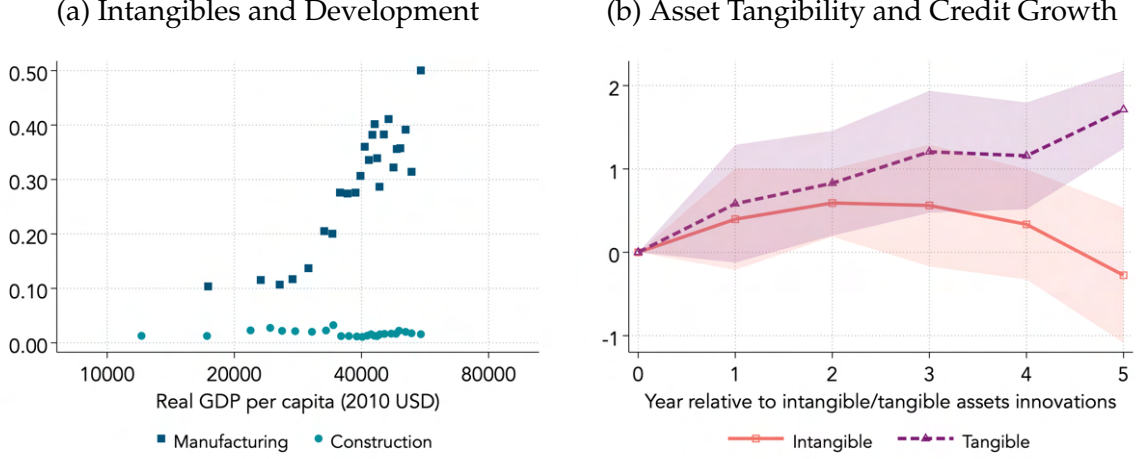 (a) Intangibles and Development
0.50
0.40
0.30
0.20
0.10
0.00
10000 20000 40000 80000
Real GDP per capita (2010 USD)
Manufacturing Construction
(b) Asset Tangibility and Credit Growth
2
1
0
-1
0 1 2 3 4 5
Year relative to intangible/tangible assets innovations
Intangible Tangible